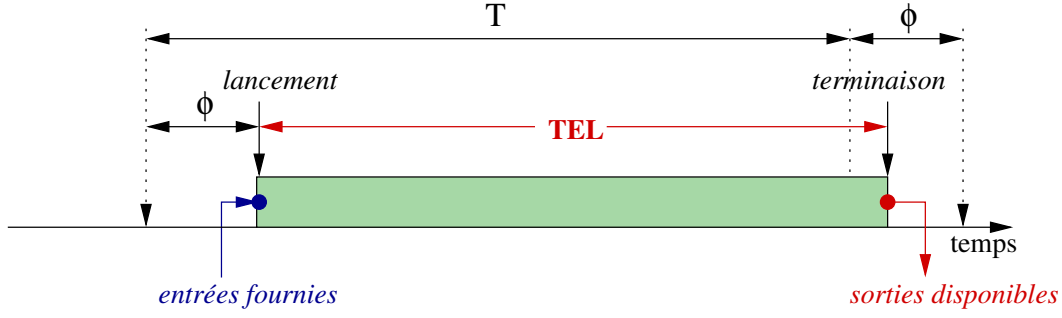 T
ϕ
lancement
terminaison
ϕ
TEL
temps
entrées fournies
sorties disponibles